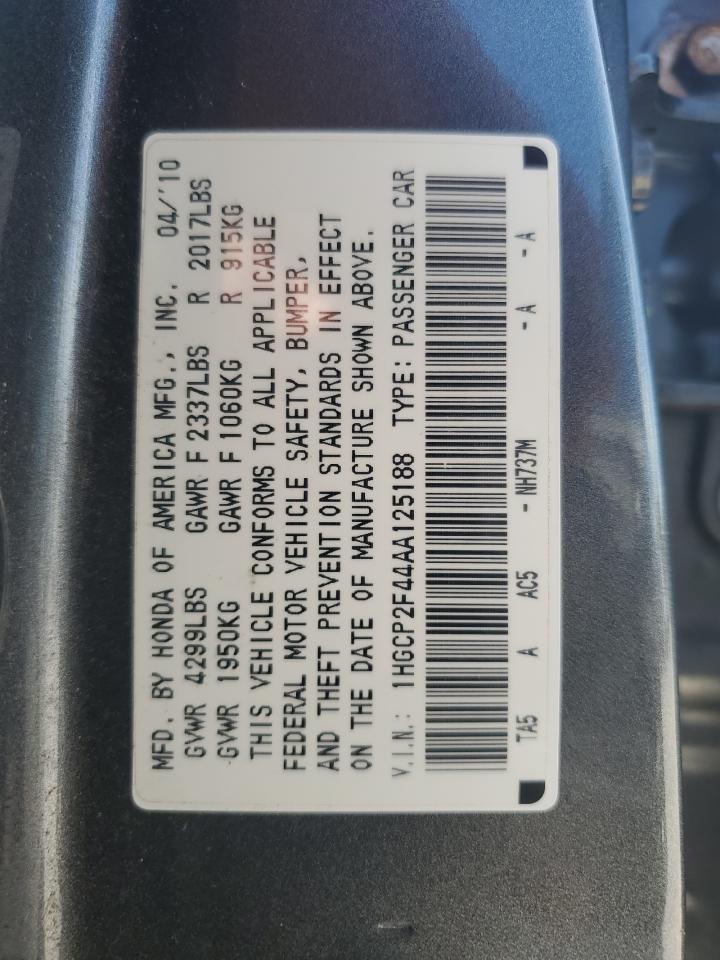 MFD. BY HONDA OF AMERICA MFG., INC. 04/'10
GVWR 4299LBS GAWR F 2337LBS R 2017LBS
GVWR 1950KG GAWR F 1060KG R 915KG
THIS VEHICLE CONFORMS TO ALL APPLICABLE
FEDERAL MOTOR VEHICLE SAFETY, BUMPER,
AND THEFT PREVENTION STANDARDS IN EFFECT
ON THE DATE OF MANUFACTURE SHOWN ABOVE.
V.I.N.: 1HGCP2F44AA125188 TYPE: PASSENGER CAR
TA5 A AC5 - NH737M - A - A